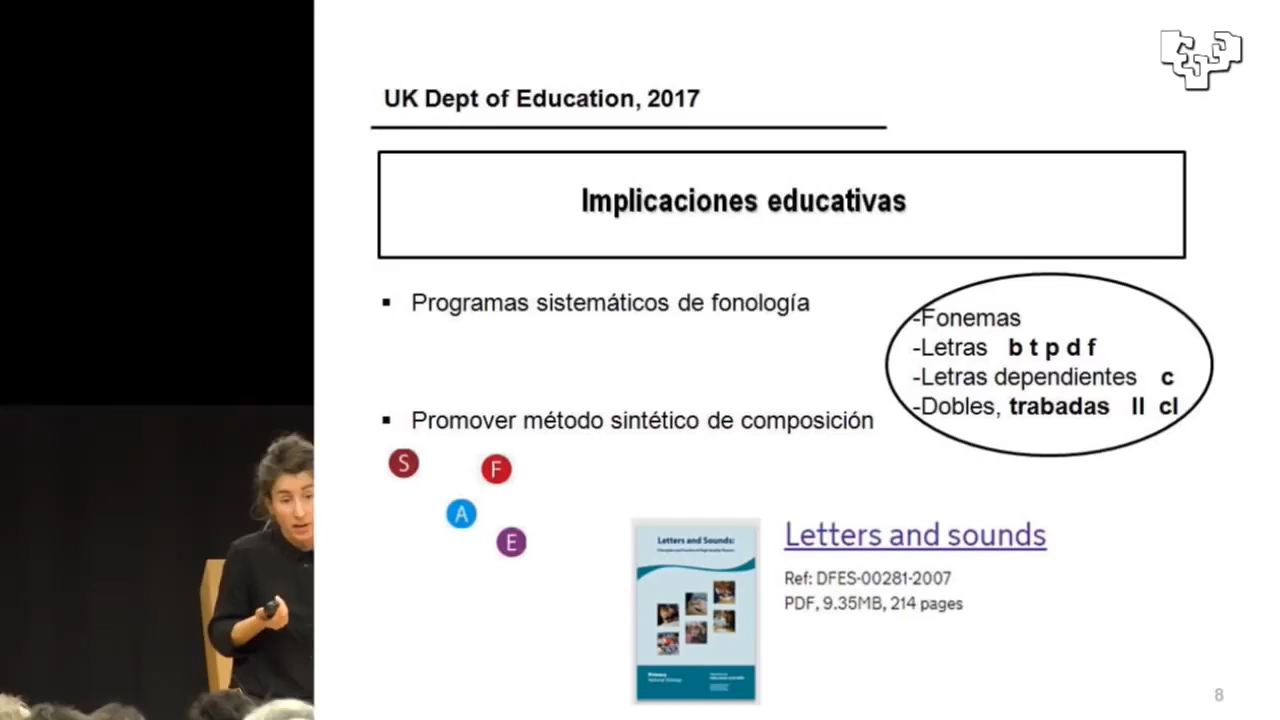 UK Dept of Education, 2017
Implicaciones educativas
▪ Programas sistemáticos de fonología
-Fonemas
-Letras b t p d f
-Letras dependientes c
-Dobles, trabadas ll cl
▪ Promover método sintético de composición
S
F
A
E
Letters and Sounds:
Letters and sounds
Ref: DFES-00281-2007
PDF, 9.35MB, 214 pages
Primary
8